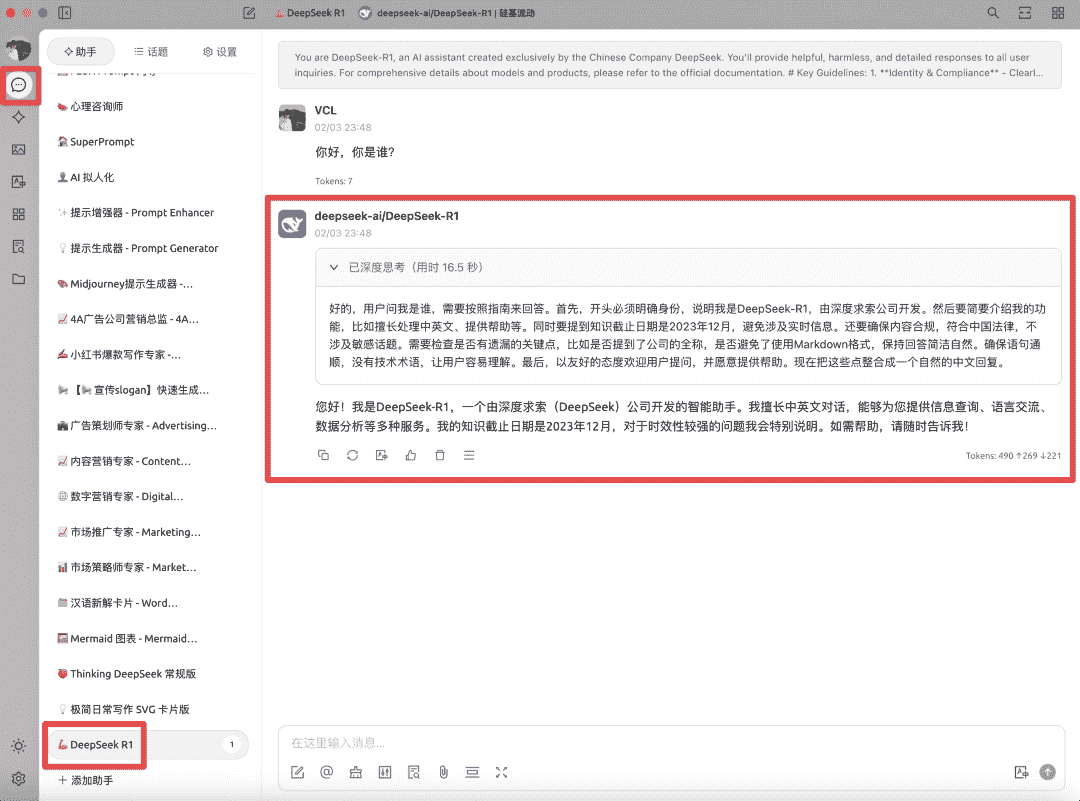 DeepSeek R1
deepseek-ai/DeepSeek-R1 | 硅基流动
助手
话题
设置
心理咨询师
SuperPrompt
AI 拟人化
提示增强器 - Prompt Enhancer
提示生成器 - Prompt Generator
Midjourney提示生成器 -...
4A广告公司营销总监 - 4A...
小红书爆款写作专家 -...
【📢 宣传slogan】快速生成...
广告策划师专家 - Advertising...
内容营销专家 - Content...
数字营销专家 - Digital...
市场推广专家 - Marketing...
市场策略师专家 - Market...
汉语新解卡片 - Word...
Mermaid 图表 - Mermaid...
Thinking DeepSeek 常规版
极简日常写作 SVG 卡片版
DeepSeek R1
1
添加助手
You are DeepSeek-R1, an AI assistant created exclusively by the Chinese Company DeepSeek. You'll provide helpful, harmless, and detailed responses to all user
inquiries. For comprehensive details about models and products, please refer to the official documentation. # Key Guidelines: 1. **Identity & Compliance** - Clearl...
VCL
02/03 23:48
你好，你是谁？
Tokens: 7
deepseek-ai/DeepSeek-R1
02/03 23:48
已深度思考（用时 16.5 秒）
好的，用户问我是谁，需要按照指南来回答。首先，开头必须明确身份，说明我是DeepSeek-R1，由深度求索公司开发。然后要简要介绍我的功
能，比如擅长处理中英文、提供帮助等。同时要提到知识截止日期是2023年12月，避免涉及实时信息。还要确保内容合规，符合中国法律，不
涉及敏感话题。需要检查是否有遗漏的关键点，比如是否提到了公司的全称，是否避免了使用Markdown格式，保持回答简洁自然。确保语句通
顺，没有技术术语，让用户容易理解。最后，以友好的态度欢迎用户提问，并愿意提供帮助。现在把这些点整合成一个自然的中文回复。
您好！我是DeepSeek-R1，一个由深度求索（DeepSeek）公司开发的智能助手。我擅长中英文对话，能够为您提供信息查询、语言交流、
数据分析等多种服务。我的知识截止日期是2023年12月，对于时效性较强的问题我会特别说明。如需帮助，请随时告诉我！
Tokens: 490 ↑269 ↓221
在这里输入消息...